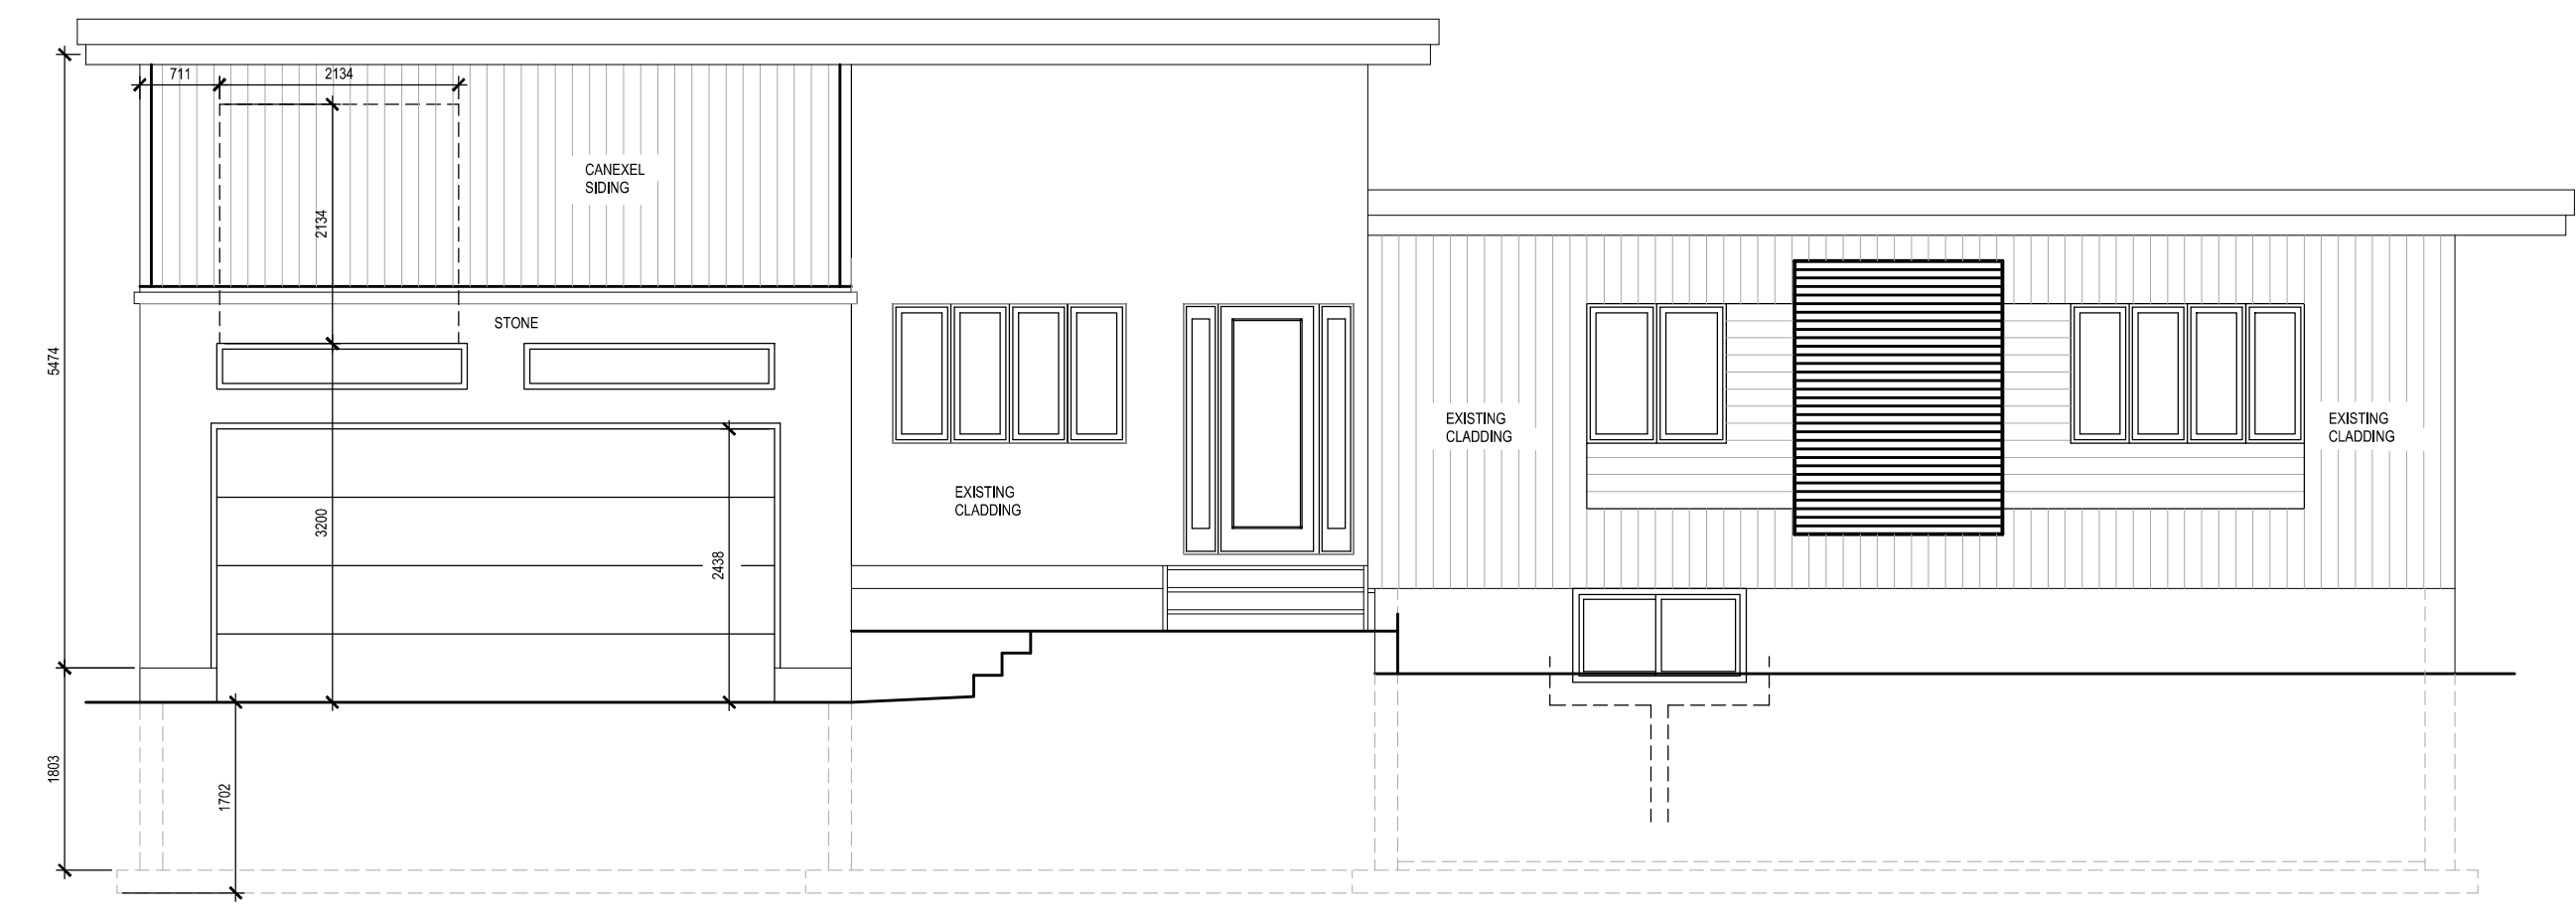 711
2134
CANEXEL
SIDING
2134
STONE
5474
EXISTING
CLADDING
EXISTING
CLADDING
EXISTING
CLADDING
3200
2438
1803
1702